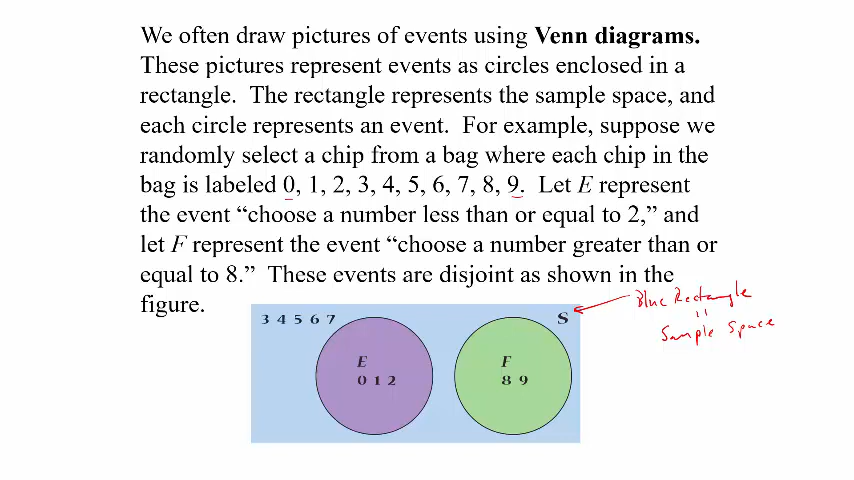 We often draw pictures of events using Venn diagrams.
These pictures represent events as circles enclosed in a
rectangle. The rectangle represents the sample space, and
each circle represents an event. For example, suppose we
randomly select a chip from a bag where each chip in the
bag is labeled 0, 1, 2, 3, 4, 5, 6, 7, 8, 9. Let E represent
the event “choose a number less than or equal to 2,” and
let F represent the event “choose a number greater than or
equal to 8.” These events are disjoint as shown in the
figure.
Blue Rectangle
=
Sample Space
3 4 5 6 7
S
E
0 1 2
F
8 9